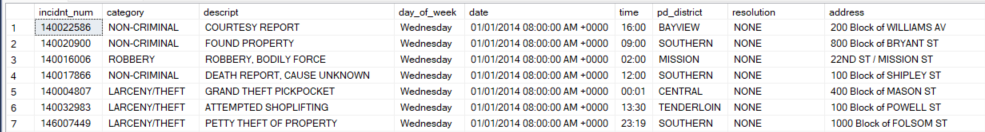 incidnt_num category descript day_of_week date time pd_district resolution address
1 140022586 NON-CRIMINAL COURTESY REPORT Wednesday 01/01/2014 08:00:00 AM +0000 16:00 BAYVIEW NONE 200 Block of WILLIAMS AV
2 140020900 NON-CRIMINAL FOUND PROPERTY Wednesday 01/01/2014 08:00:00 AM +0000 09:00 SOUTHERN NONE 800 Block of BRYANT ST
3 140016006 ROBBERY ROBBERY, BODILY FORCE Wednesday 01/01/2014 08:00:00 AM +0000 02:00 MISSION NONE 22ND ST / MISSION ST
4 140017866 NON-CRIMINAL DEATH REPORT, CAUSE UNKNOWN Wednesday 01/01/2014 08:00:00 AM +0000 12:00 SOUTHERN NONE 100 Block of SHIPLEY ST
5 140004807 LARCENY/THEFT GRAND THEFT PICKPOCKET Wednesday 01/01/2014 08:00:00 AM +0000 00:01 CENTRAL NONE 400 Block of MASON ST
6 140032983 LARCENY/THEFT ATTEMPTED SHOPLIFTING Wednesday 01/01/2014 08:00:00 AM +0000 13:30 TENDERLOIN NONE 100 Block of POWELL ST
7 146007449 LARCENY/THEFT PETTY THEFT OF PROPERTY Wednesday 01/01/2014 08:00:00 AM +0000 23:19 SOUTHERN NONE 1000 Block of FOLSOM ST